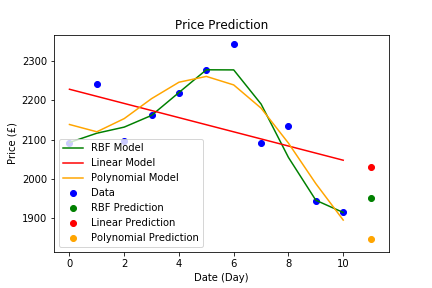 Price Prediction
Price (£)
2300
2200
2100
2000
1900
RBF Model
Linear Model
Polynomial Model
Data
RBF Prediction
Linear Prediction
Polynomial Prediction
0
2
4
6
8
10
Date (Day)